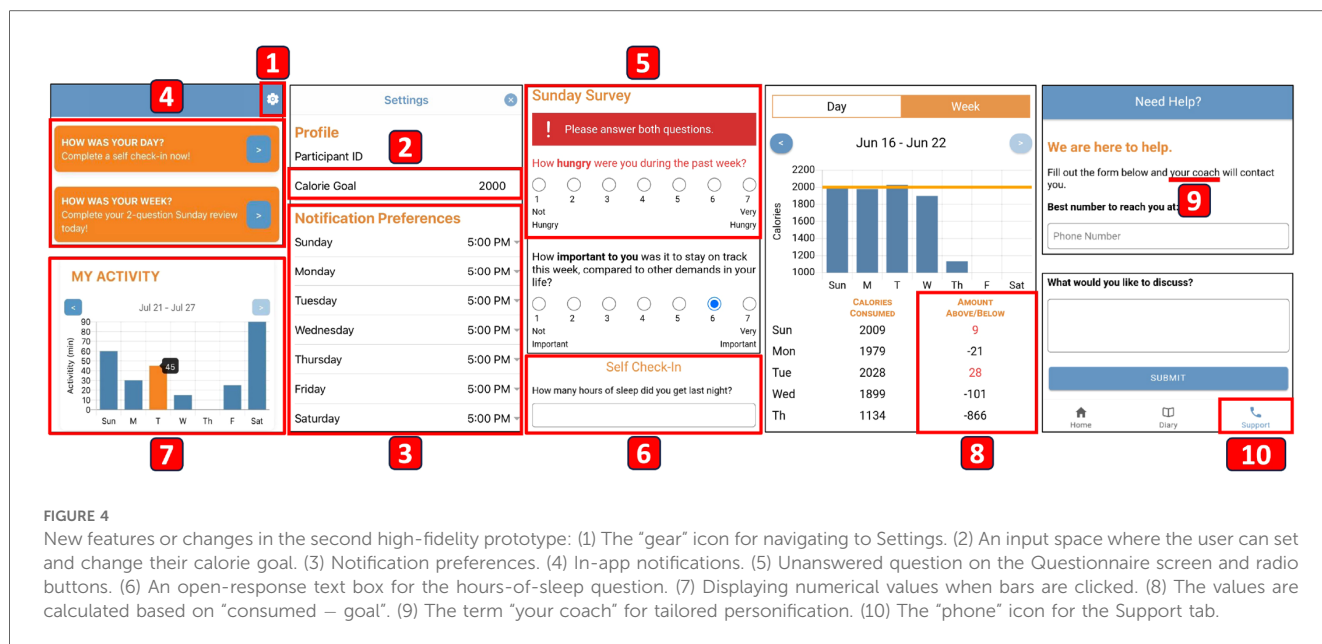 1
4
HOW WAS YOUR DAY?
Complete a self check-in now!
>
HOW WAS YOUR WEEK?
Complete your 2-question Sunday review
today!
>
MY ACTIVITY
<
Jul 21 - Jul 27
>
Activitity (min)
90
80
70
60
50
40
30
20
10
0
45
Sun M T W Th F Sat
7
Settings
Profile
2
Participant ID
Calorie Goal 2000
Notification Preferences
Sunday 5:00 PM
Monday 5:00 PM
Tuesday 5:00 PM
Wednesday 5:00 PM
Thursday 5:00 PM
Friday 5:00 PM
Saturday 5:00 PM
3
5
Sunday Survey
! Please answer both questions.
How hungry were you during the past week?
1 2 3 4 5 6 7
Not Very
Hungry Hungry
How important to you was it to stay on track
this week, compared to other demands in your
life?
1 2 3 4 5 6 7
Not Very
Important Important
Self Check-In
How many hours of sleep did you get last night?
6
Day Week
<
Jun 16 - Jun 22
>
Calories
2200
2000
1800
1600
1400
1200
1000
Sun M T W Th F Sat
CALORIES AMOUNT
CONSUMED ABOVE/BELOW
Sun 2009 9
Mon 1979 -21
Tue 2028 28
Wed 1899 -101
Th 1134 -866
8
Need Help?
We are here to help.
Fill out the form below and your coach will contact
you.
9
Best number to reach you at:
Phone Number
What would you like to discuss?
SUBMIT
Home Diary Support
10
FIGURE 4
New features or changes in the second high-fidelity prototype: (1) The "gear" icon for navigating to Settings. (2) An input space where the user can set
and change their calorie goal. (3) Notification preferences. (4) In-app notifications. (5) Unanswered question on the Questionnaire screen and radio
buttons. (6) An open-response text box for the hours-of-sleep question. (7) Displaying numerical values when bars are clicked. (8) The values are
calculated based on "consumed – goal". (9) The term "your coach" for tailored personification. (10) The "phone" icon for the Support tab.